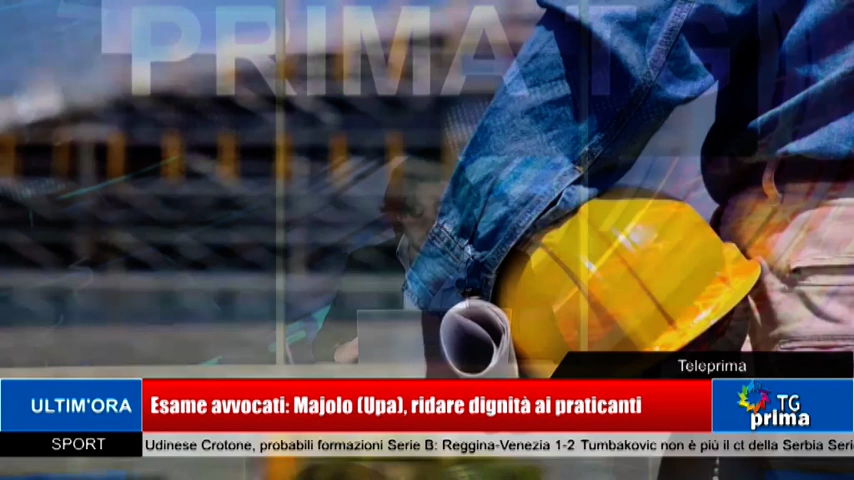 PRIMA TG
Teleprima
ULTIM'ORA
Esame avvocati: Majolo (Upa), ridare dignità ai praticanti
TG
prima
SPORT
Udinese Crotone, probabili formazioni Serie B: Reggina-Venezia 1-2 Tumbakovic non è più il ct della Serbia Seri